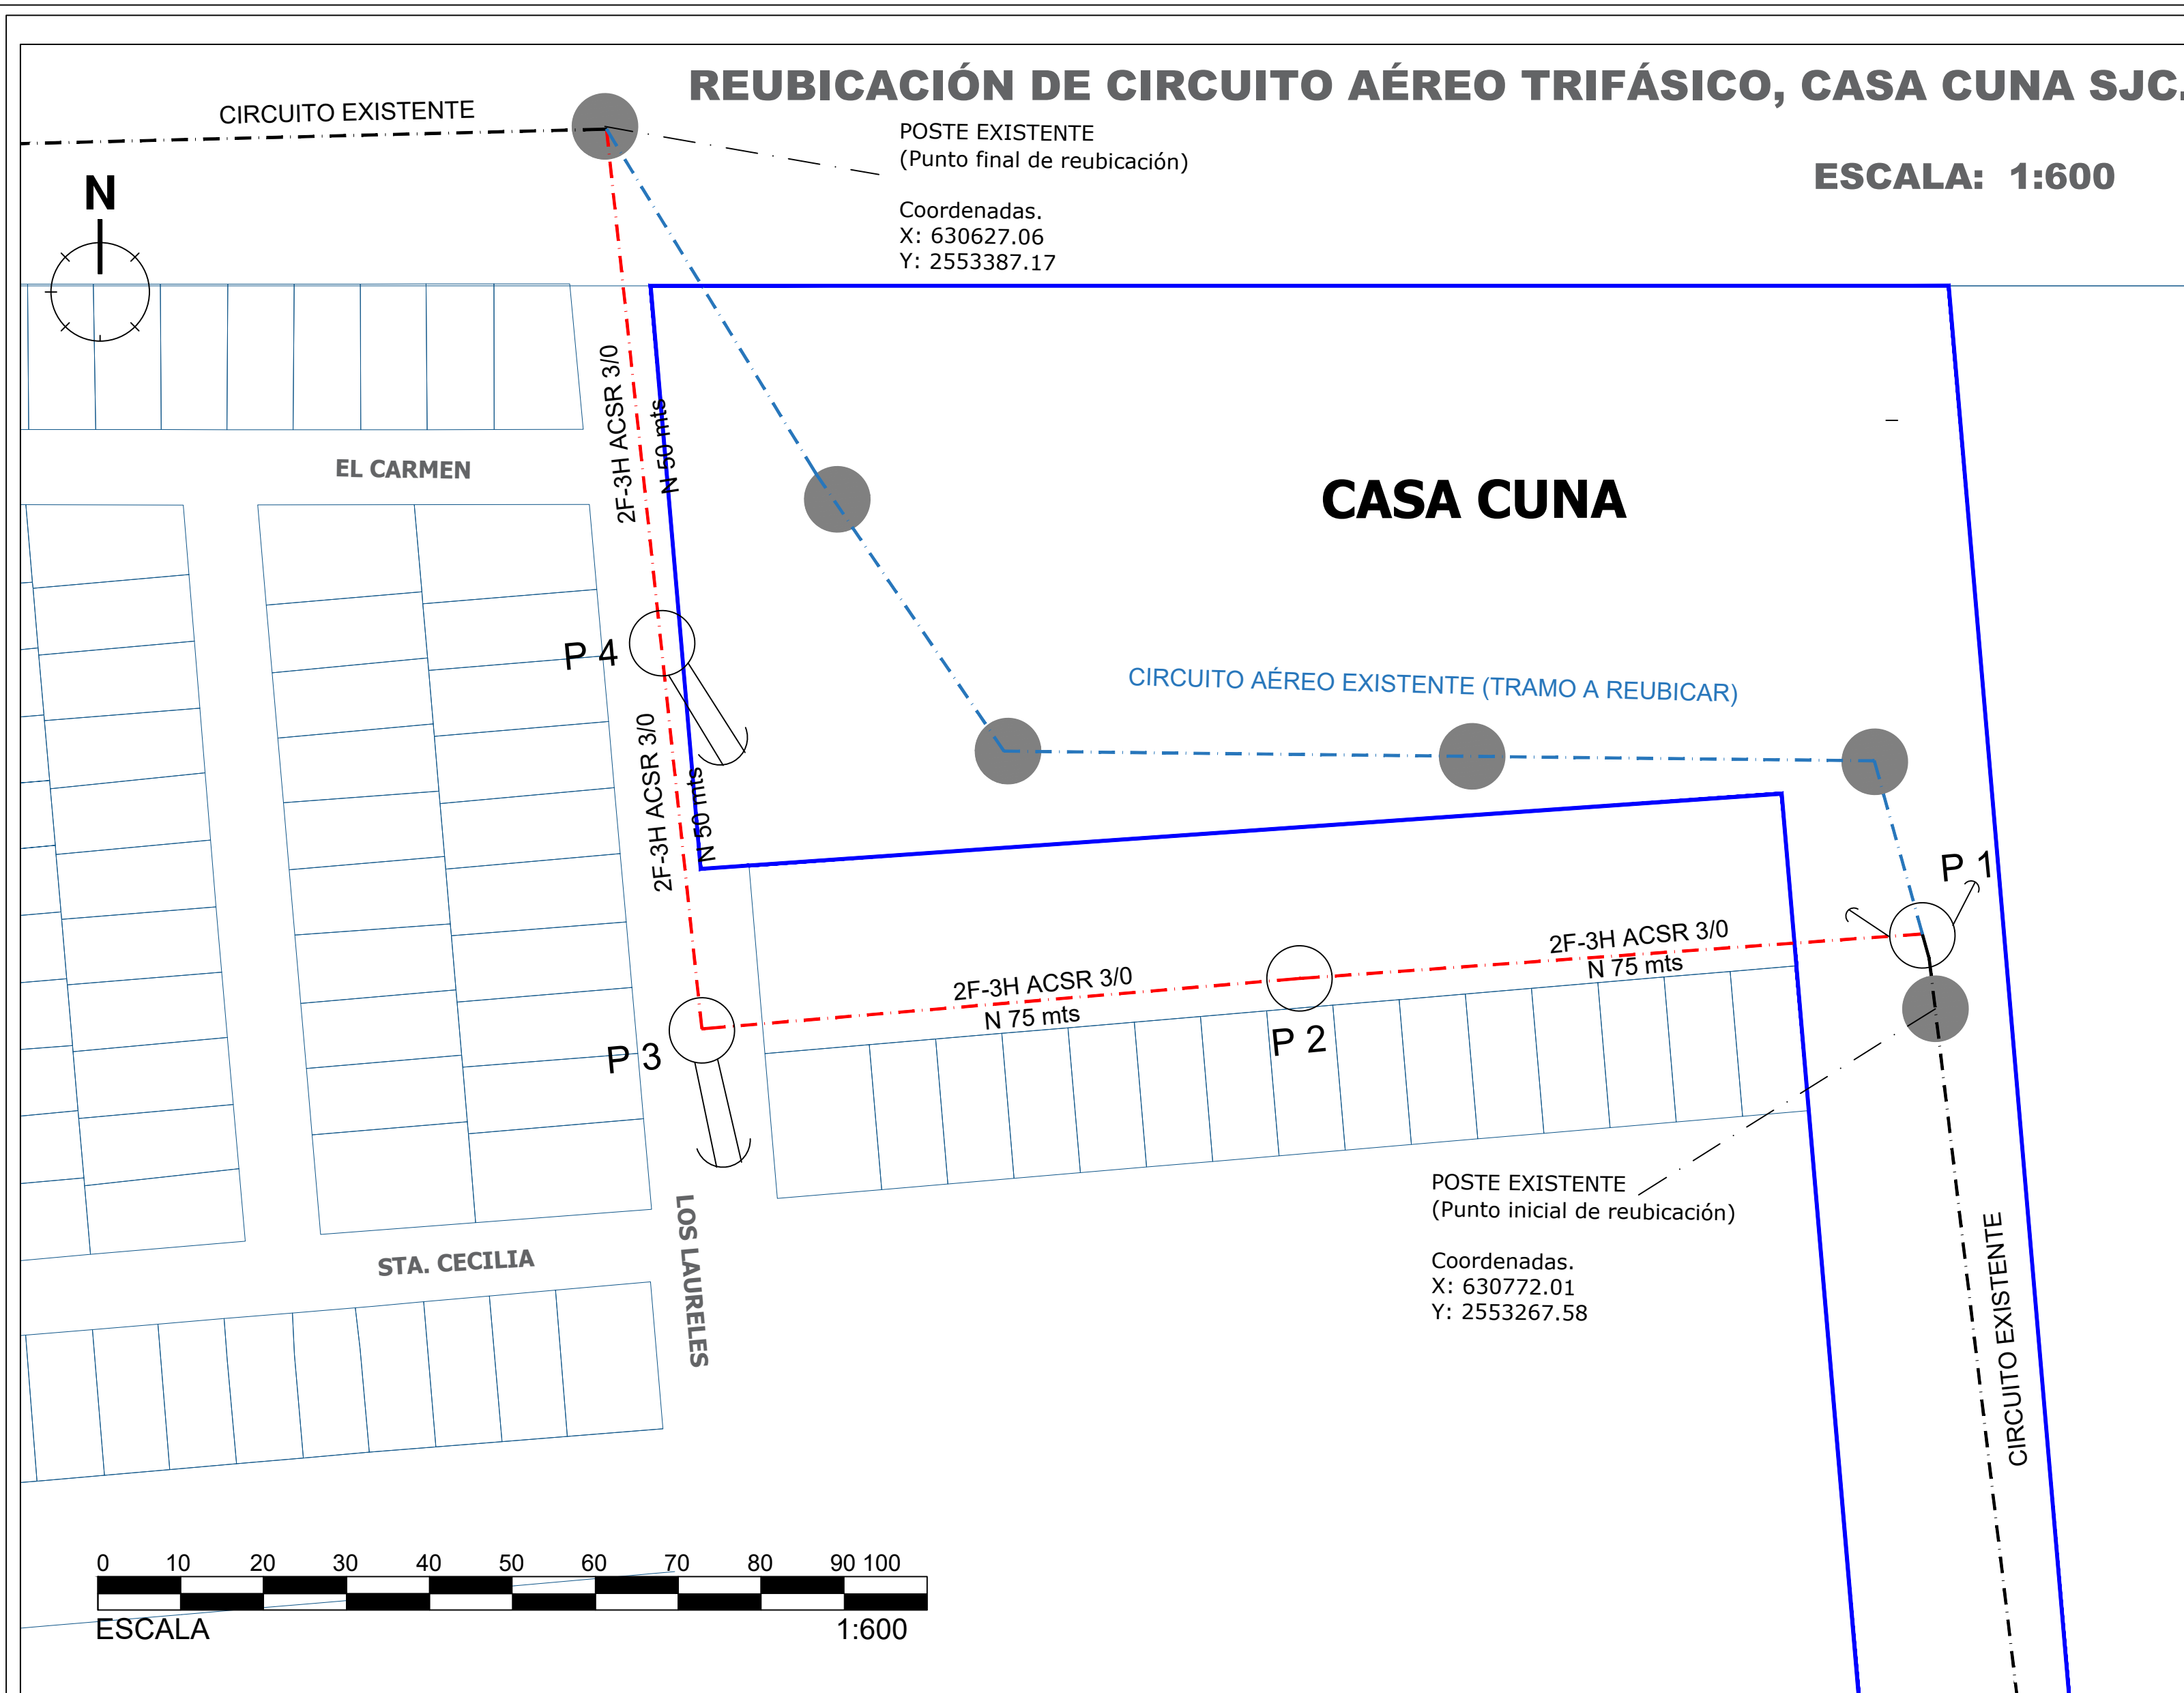 REUBICACIÓN DE CIRCUITO AÉREO TRIFÁSICO, CASA CUNA SJC.
ESCALA: 1:600
CIRCUITO EXISTENTE
POSTE EXISTENTE
(Punto final de reubicación)
Coordenadas.
X: 630627.06
Y: 2553387.17
N
2F-3H ACSR 3/0
N 50 mts
EL CARMEN
CASA CUNA
P 4
CIRCUITO AÉREO EXISTENTE (TRAMO A REUBICAR)
2F-3H ACSR 3/0
N 50 mts
P 1
2F-3H ACSR 3/0
N 75 mts
2F-3H ACSR 3/0
N 75 mts
P 2
P 3
POSTE EXISTENTE
(Punto inicial de reubicación)
Coordenadas.
X: 630772.01
Y: 2553267.58
STA. CECILIA
LOS LAURELES
CIRCUITO EXISTENTE
0 10 20 30 40 50 60 70 80 90 100
ESCALA 1:600